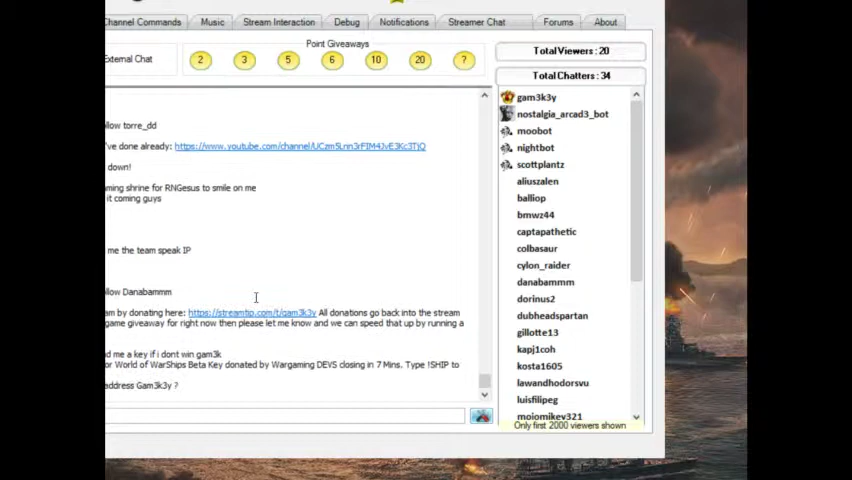 Channel Commands Music Stream Interaction Debug Notifications Streamer Chat Forums About
External Chat
Point Giveaways
2 3 5 6 10 20 ?
Total Viewers : 20
Total Chatters : 34
ollow torre_dd
've done already: https://www.youtube.com/channel/
down!
aming shrine for RNGesus to smile on me
it coming guys
me the team speak IP
ollow Danabammm
am by donating here: https://streamtip.com/t/gam3k3y All donations go back into the stream
game giveaway for right now then please let me know and we can speed that up by running a
nd me a key if i dont win gam3k
or World of WarShips Beta Key donated by Wargaming DEVS closing in 7 Mins. Type !SHIP to
address Gam3k3y ?
gam3k3y
nostalgia_arcad3_bot
moobot
nightbot
scottplantz
aliuszalen
balliop
bmwz44
captapathetic
colbasaur
cylon_raider
danabammm
dorinus2
dubheadspartan
gillotte13
kapj1coh
kosta1605
lawandhodorsvu
luisfilipeg
mojomikey321
Only first 2000 viewers shown